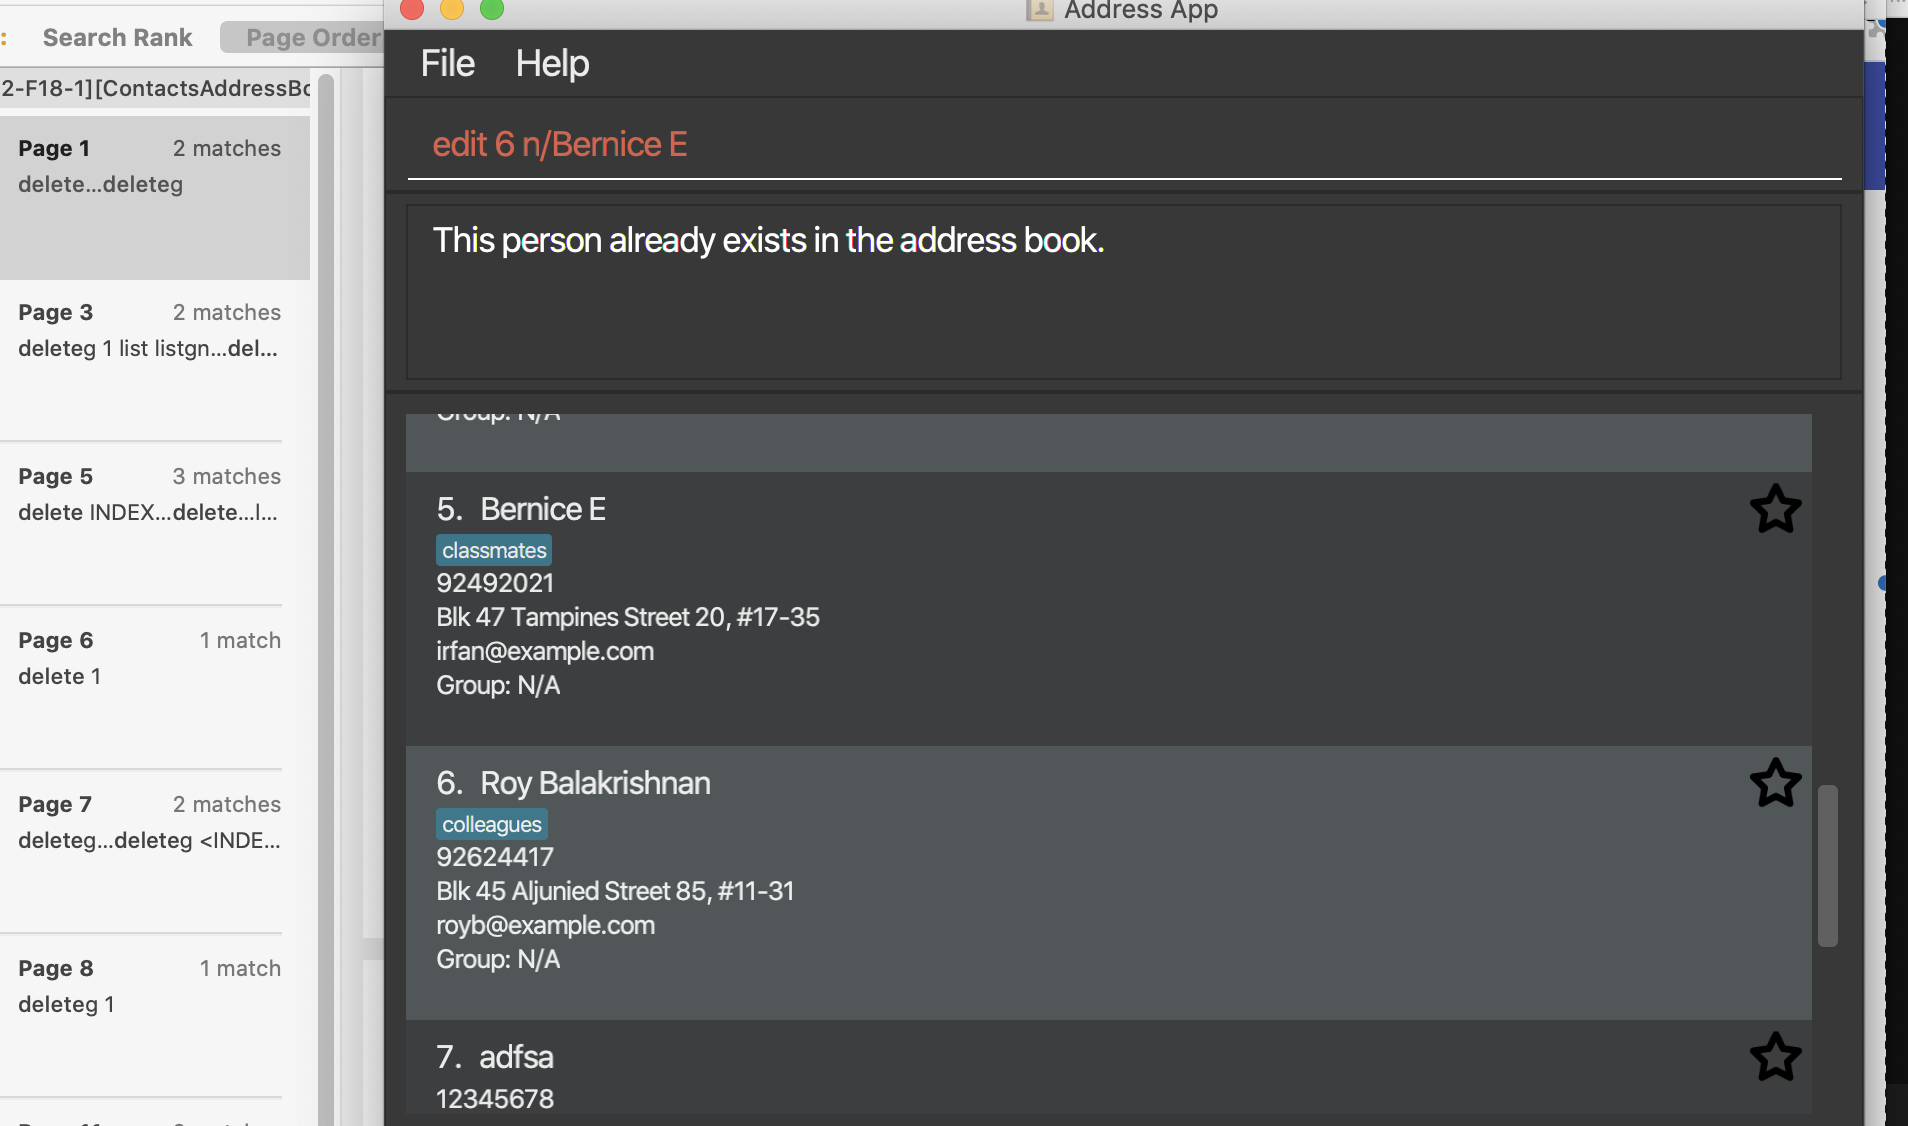 Search Rank
Page Order
2-F18-1][ContactsAddressBo
Page 1 2 matches
delete...deleteg
Page 3 2 matches
deleteg 1 list listgn...del...
Page 5 3 matches
delete INDEX...delete...l...
Page 6 1 match
delete 1
Page 7 2 matches
deleteg...deleteg <INDE...
Page 8 1 match
deleteg 1
Address App
File Help
edit 6 n/Bernice E
This person already exists in the address book.
Group: N/A
5. Bernice E
classmates
92492021
Blk 47 Tampines Street 20, #17-35
irfan@example.com
Group: N/A
6. Roy Balakrishnan
colleagues
92624417
Blk 45 Aljunied Street 85, #11-31
royb@example.com
Group: N/A
7. adfsa
12345678